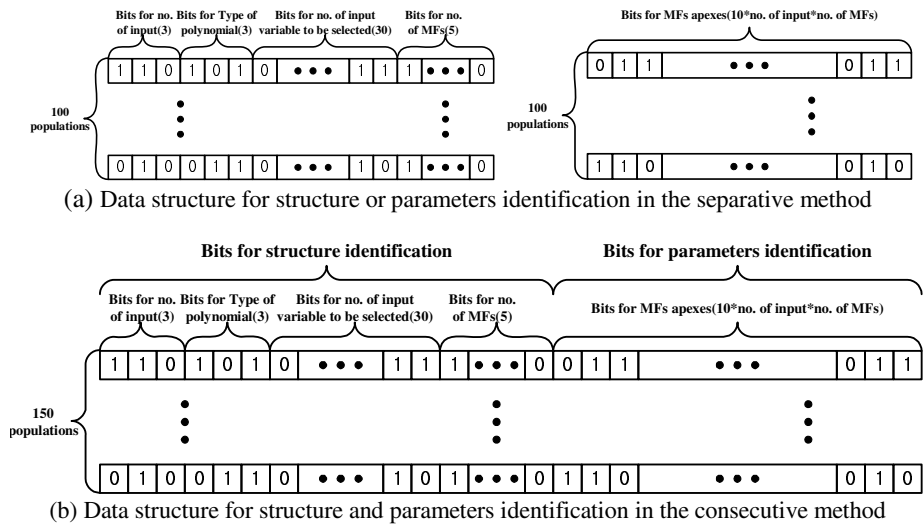 Bits for no.
of input(3)
Bits for Type of
polynomial(3)
Bits for no. of input
variable to be selected(30)
Bits for no.
of MFs(5)
Bits for MFs apexes(10*no. of input*no. of MFs)
100
populations
1 1 0 1 0 1 0 ••• 1 1 1 ••• 0
0 1 0 0 1 1 0 ••• 1 0 1 ••• 0
100
populations
0 1 1 ••• 0 1 1
1 1 0 ••• 0 1 0
(a) Data structure for structure or parameters identification in the separative method
Bits for structure identification
Bits for parameters identification
Bits for no.
of input(3)
Bits for Type of
polynomial(3)
Bits for no. of input
variable to be selected(30)
Bits for no.
of MFs(5)
Bits for MFs apexes(10*no. of input*no. of MFs)
150
populations
1 1 0 1 0 1 0 ••• 1 1 1 ••• 0 0 1 1 ••• 0 1 1
0 1 0 0 1 1 0 ••• 1 0 1 ••• 0 1 1 0 ••• 0 1 0
(b) Data structure for structure and parameters identification in the consecutive method